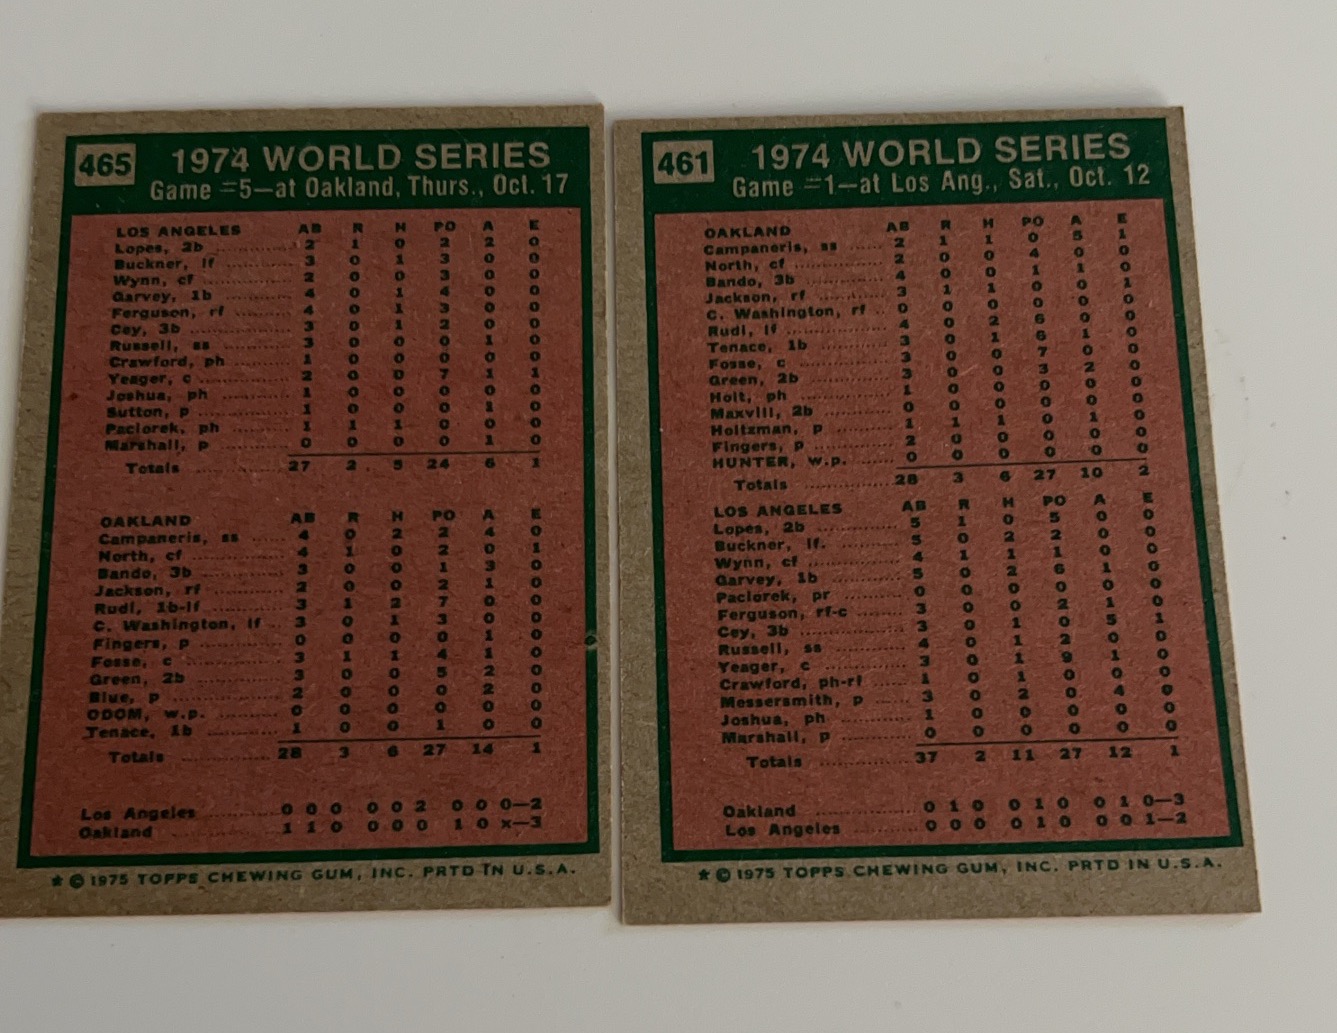 465 1974 WORLD SERIES
Game #5—at Oakland, Thurs., Oct. 17
LOS ANGELES AB R H PO A E
Lopes, 2b 2 1 0 2 2 0
Buckner, lf 3 0 1 3 0 0
Wynn, cf 2 0 0 3 0 0
Garvey, 1b 4 0 1 4 0 0
Ferguson, rf 4 0 1 3 0 0
Cey, 3b 3 0 1 2 0 0
Russell, ss 3 0 0 0 1 0
Crawford, ph 1 0 0 0 0 0
Yeager, c 2 0 0 7 1 1
Joshua, ph 1 0 0 0 0 0
Sutton, p 1 0 0 0 1 0
Paciorek, ph 1 1 1 0 0 0
Marshall, p 0 0 0 0 1 0
Totals 27 2 5 24 6 1
OAKLAND AB R H PO A E
Campaneris, ss 4 0 2 2 4 0
North, cf 4 1 0 2 0 1
Bando, 3b 3 0 0 1 3 0
Jackson, rf 2 0 0 2 1 0
Rudi, 1b-lf 3 1 2 7 0 0
C. Washington, lf 3 0 1 3 0 0
Fingers, p 0 0 0 0 1 0
Fosse, c 3 1 1 4 1 0
Green, 2b 3 0 0 5 2 0
Blue, p 2 0 0 0 2 0
ODOM, w.p. 0 0 0 0 0 0
Tenace, 1b 1 0 0 1 0 0
Totals 28 3 6 27 14 1
Los Angeles 0 0 0 0 0 2 0 0 0—2
Oakland 1 1 0 0 0 0 1 0 x—3
★ © 1975 TOPPS CHEWING GUM, INC. PRTD IN U.S.A.
461 1974 WORLD SERIES
Game #1—at Los Ang., Sat., Oct. 12
OAKLAND AB R H PO A E
Campaneris, ss 2 1 1 0 5 1
North, cf 2 0 0 4 0 0
Bando, 3b 4 0 0 1 1 0
Jackson, rf 3 1 1 0 0 1
C. Washington, rf 0 0 0 0 0 0
Rudi, lf 4 0 2 6 0 0
Tenace, 1b 3 0 1 6 1 0
Fosse, c 3 0 0 7 0 0
Green, 2b 3 0 0 3 2 0
Holt, ph 1 0 0 0 0 0
Maxvill, 2b 0 0 0 0 0 0
Holtzman, p 1 1 1 0 1 0
Fingers, p 2 0 0 0 0 0
HUNTER, w.p. 0 0 0 0 0 0
Totals 28 3 6 27 10 2
LOS ANGELES AB R H PO A E
Lopes, 2b 5 1 0 5 0 0
Buckner, lf. 5 0 2 2 0 0
Wynn, cf 4 1 1 1 0 0
Garvey, 1b 5 0 2 6 1 0
Paciorek, pr 0 0 0 0 0 0
Ferguson, rf-c 3 0 0 2 1 0
Cey, 3b 3 0 1 0 5 1
Russell, ss 4 0 1 2 0 0
Yeager, c 3 0 1 9 1 0
Crawford, ph-rf 1 0 1 0 0 0
Messersmith, p 3 0 2 0 4 0
Joshua, ph 1 0 0 0 0 0
Marshall, p 0 0 0 0 0 0
Totals 37 2 11 27 12 1
Oakland 0 1 0 0 1 0 0 1 0—3
Los Angeles 0 0 0 0 1 0 0 0 1—2
★ © 1975 TOPPS CHEWING GUM, INC. PRTD IN U.S.A.